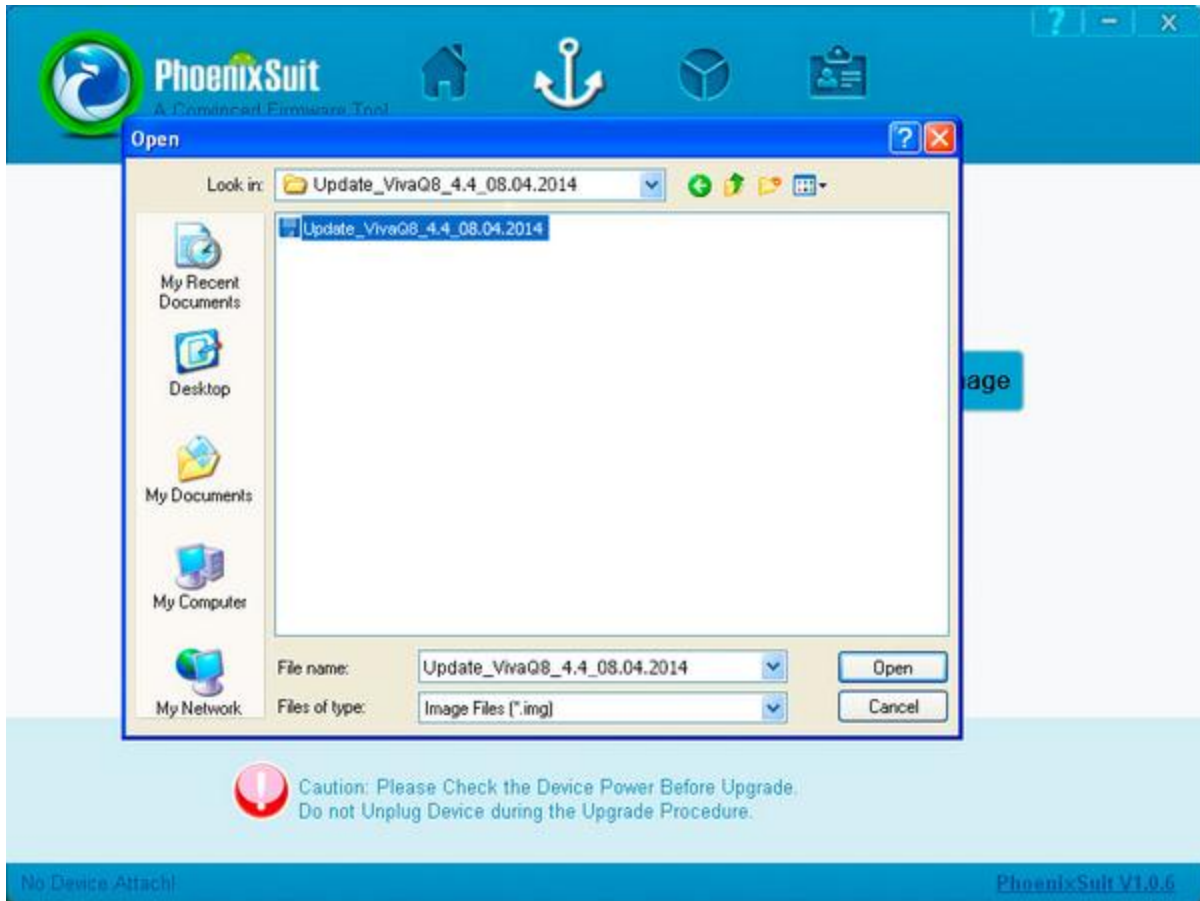 ? - x
PhoenixSuit
A Convinced Firmware Tool
Open
Look in: Update_VivaQ8_4.4_08.04.2014
Update_VivaQ8_4.4_08.04.2014
My Recent
Documents
Desktop
My Documents
My Computer
My Network
age
File name: Update_VivaQ8_4.4_08.04.2014 Open
Files of type: Image Files (*.img) Cancel
Caution: Please Check the Device Power Before Upgrade.
Do not Unplug Device during the Upgrade Procedure.
No Device Attach! PhoenixSuit V1.0.6